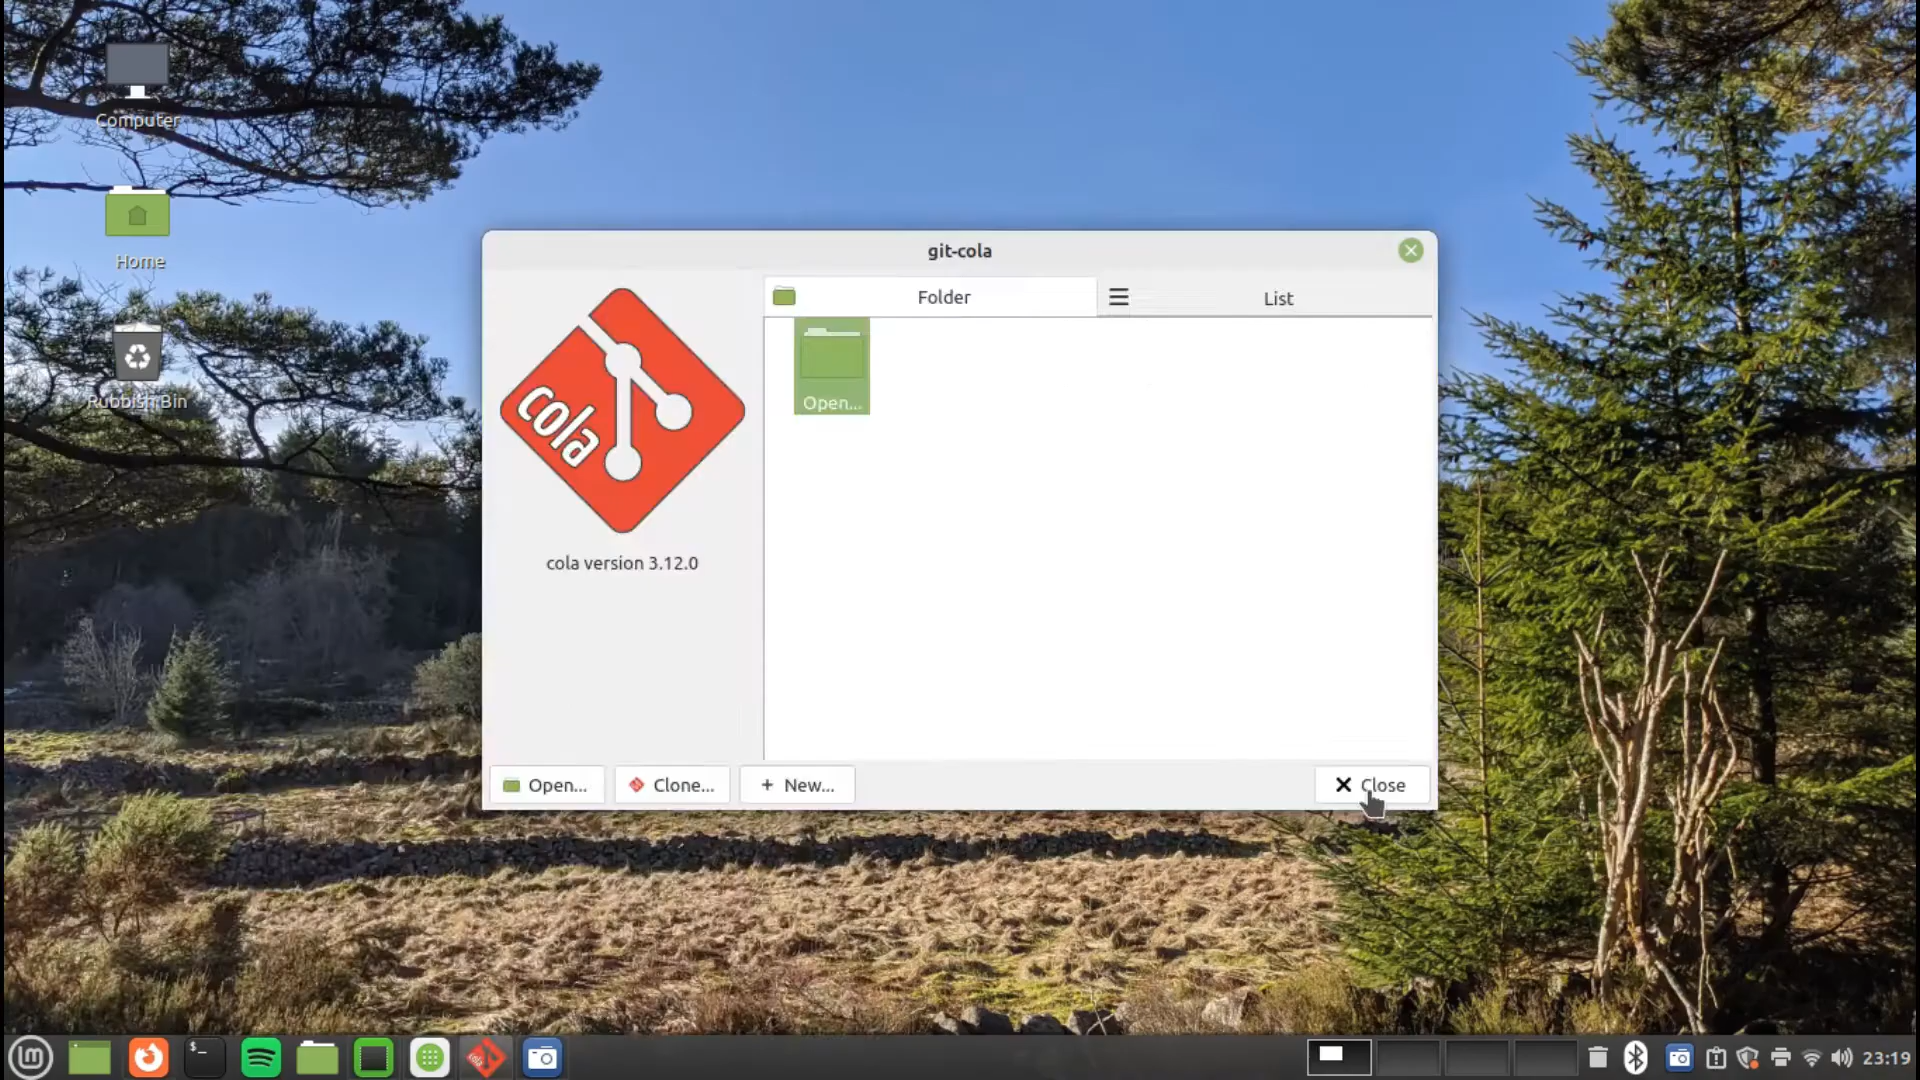 Computer
Home
Rubbish Bin
git-cola
Folder
List
cola
Open...
cola version 3.12.0
Open...
Clone...
New...
Close
23:19